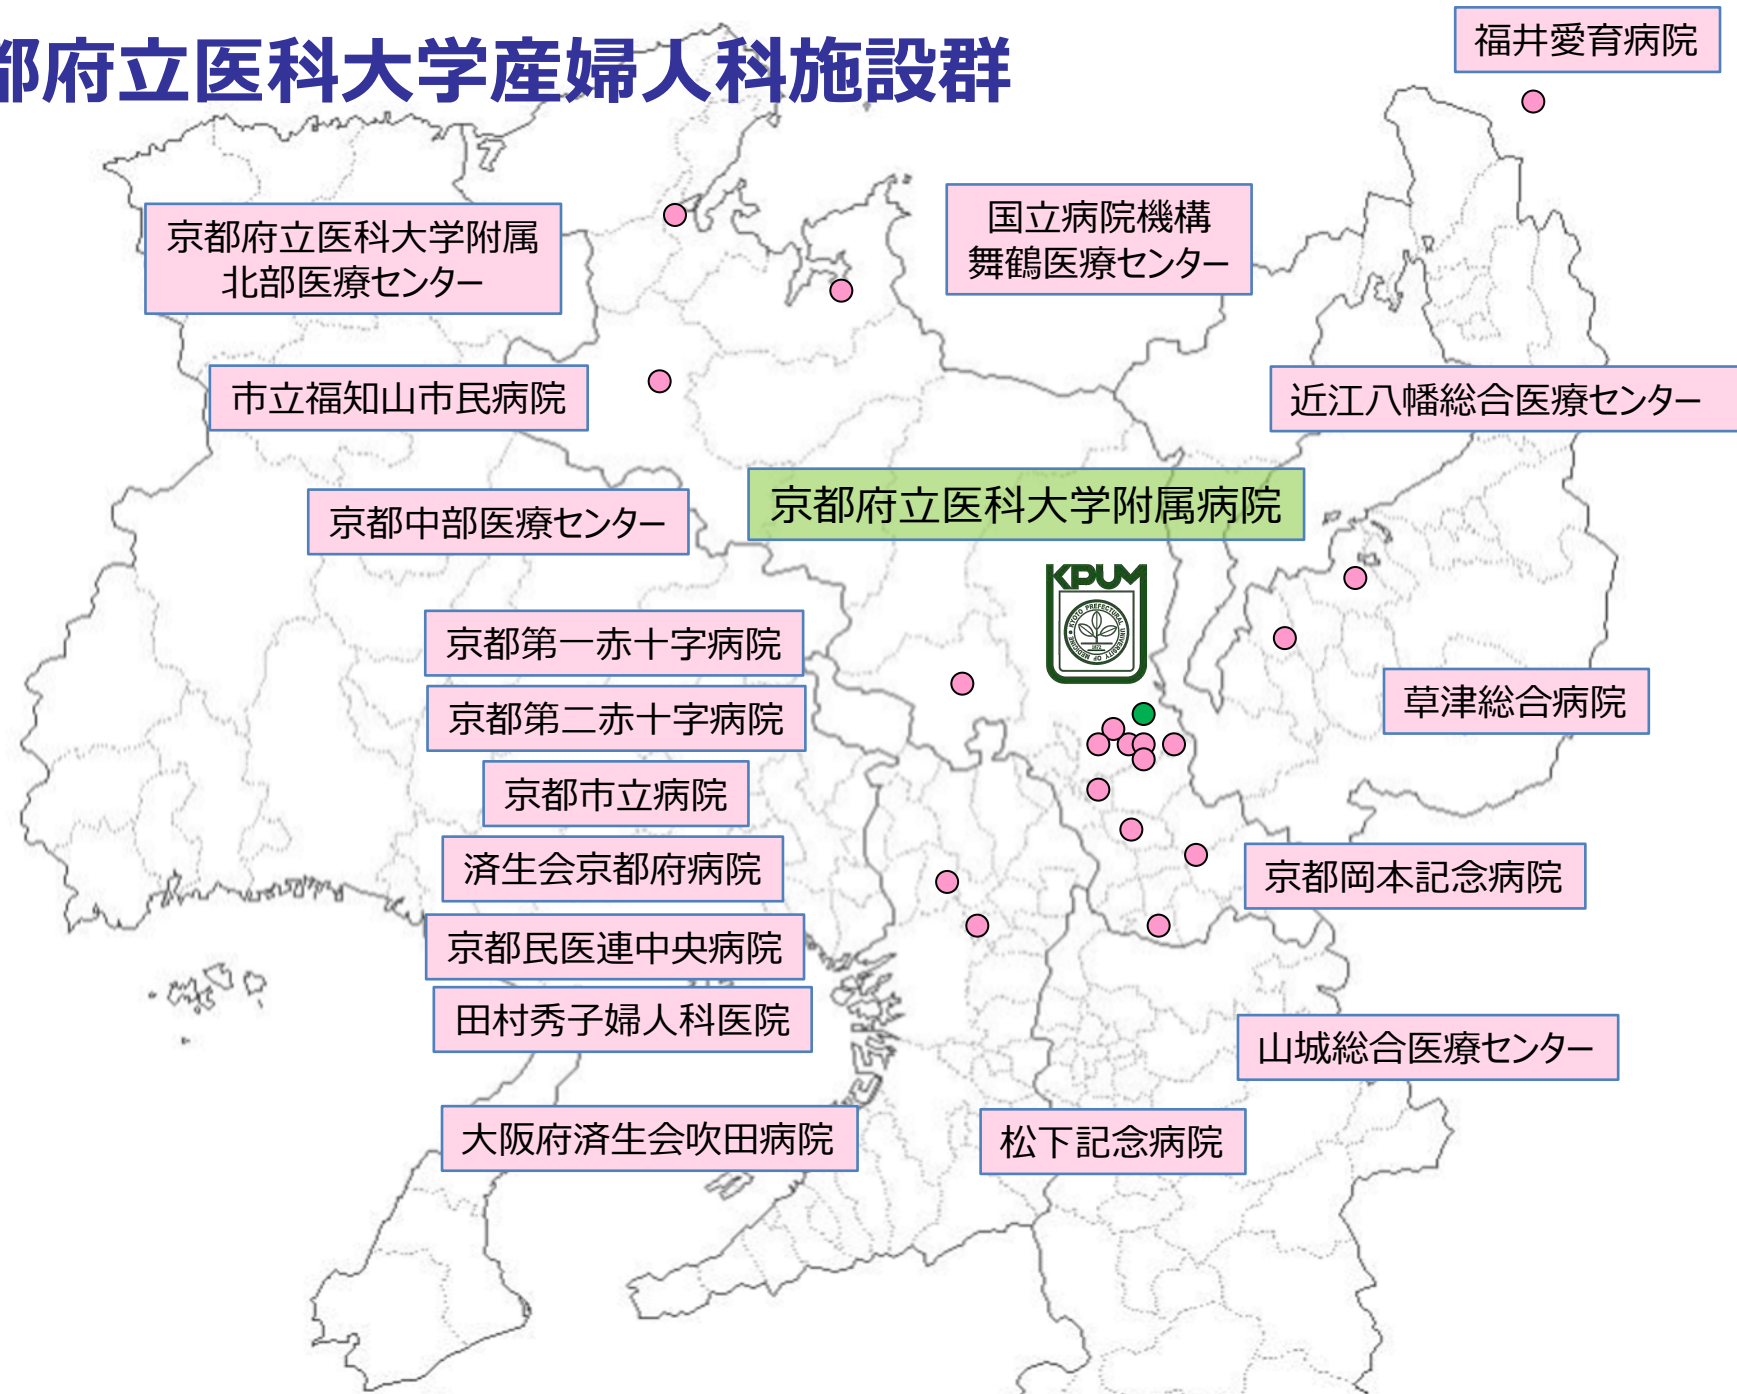 都府立医科大学産婦人科施設群
福井愛育病院
京都府立医科大学附属
北部医療センター
国立病院機構
舞鶴医療センター
市立福知山市民病院
近江八幡総合医療センター
京都府立医科大学附属病院
京都中部医療センター
KPUM
KYOTO PREFECTURAL UNIVERSITY OF MEDICINE
1872
京都第一赤十字病院
草津総合病院
京都第二赤十字病院
京都市立病院
済生会京都府病院
京都岡本記念病院
京都民医連中央病院
田村秀子婦人科医院
山城総合医療センター
大阪府済生会吹田病院
松下記念病院